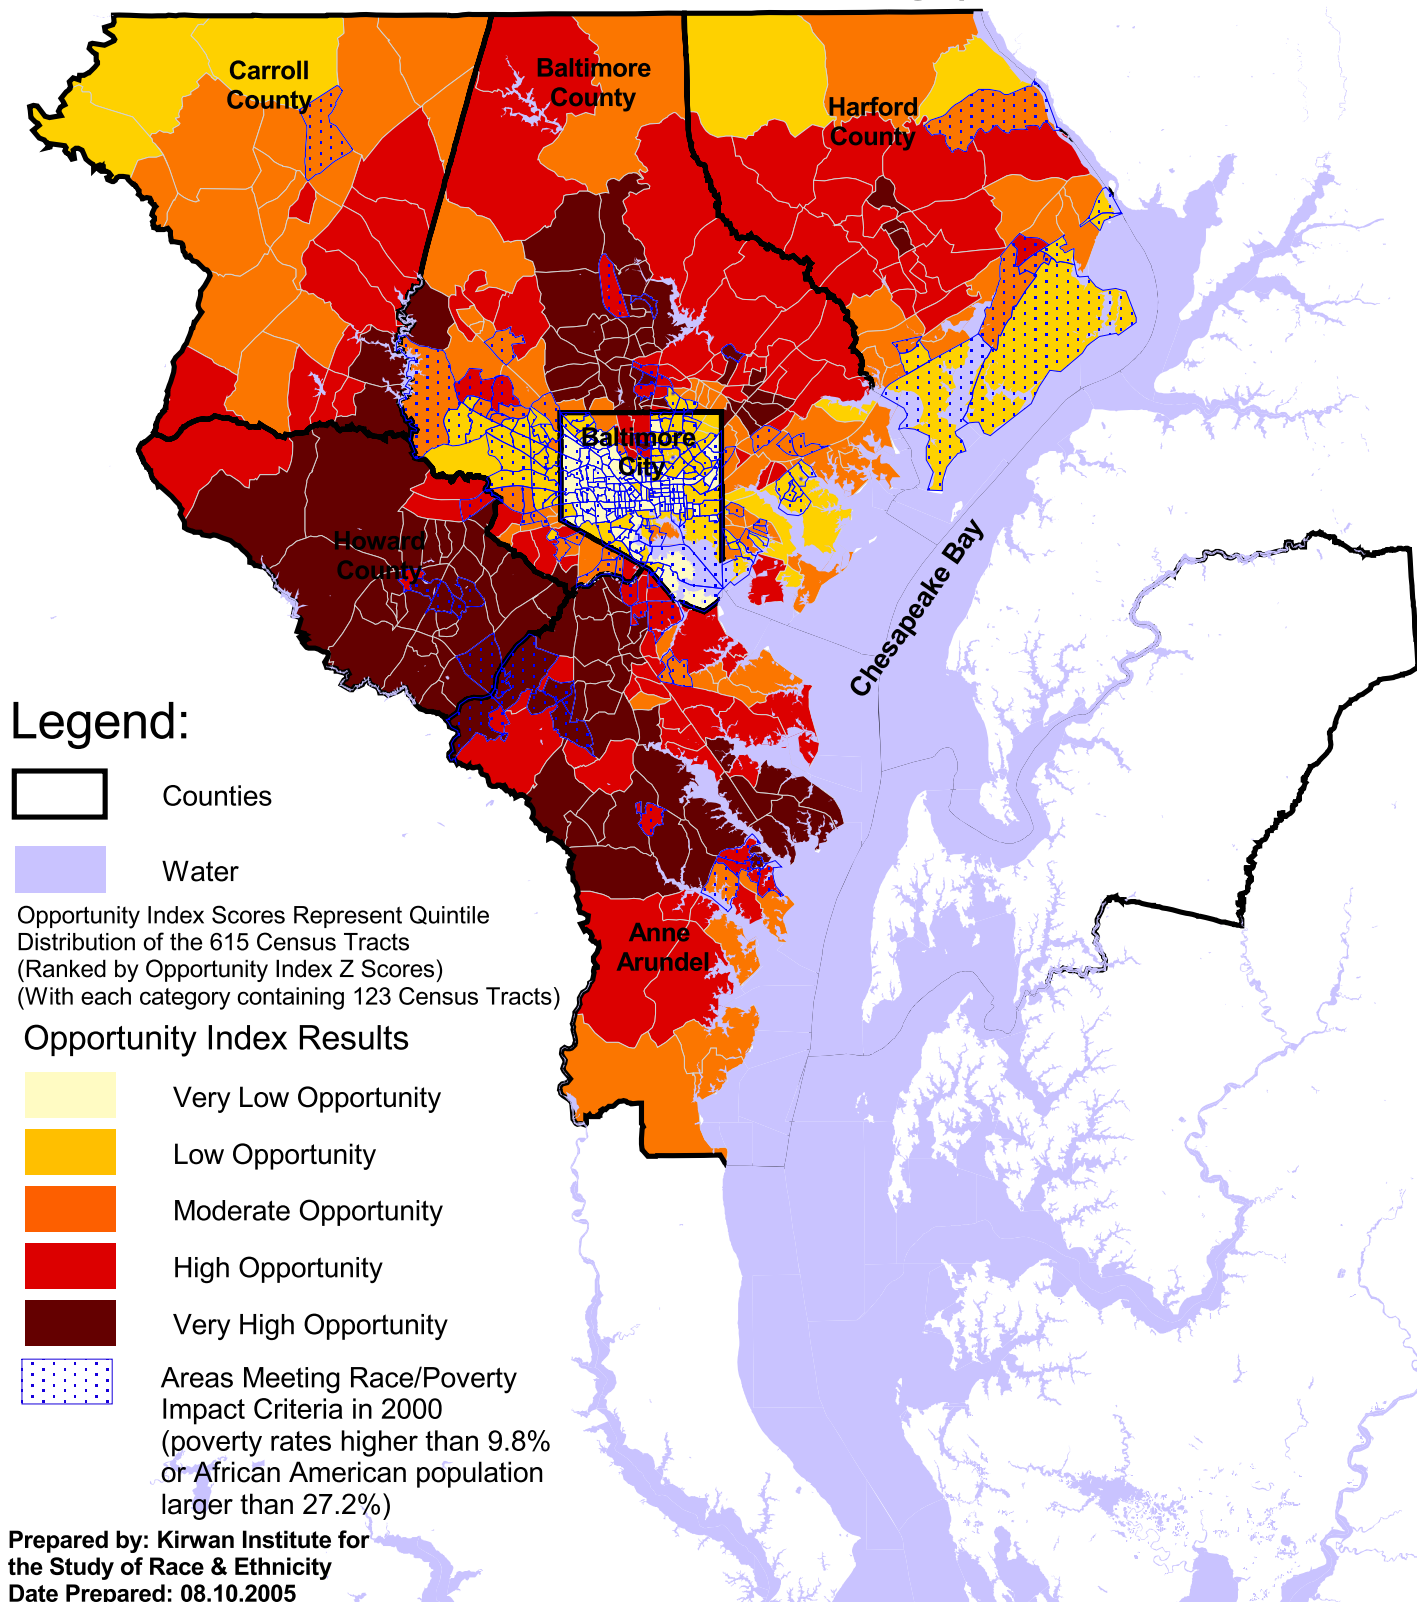 Carroll
County
Baltimore
County
Harford
County
Baltimore
City
Howard
County
Chesapeake Bay
Anne
Arundel
Legend:
Counties
Water
Opportunity Index Scores Represent Quintile
Distribution of the 615 Census Tracts
(Ranked by Opportunity Index Z Scores)
(With each category containing 123 Census Tracts)
Opportunity Index Results
Very Low Opportunity
Low Opportunity
Moderate Opportunity
High Opportunity
Very High Opportunity
Areas Meeting Race/Poverty
Impact Criteria in 2000
(poverty rates higher than 9.8%
or African American population
larger than 27.2%)
Prepared by: Kirwan Institute for
the Study of Race & Ethnicity
Date Prepared: 08.10.2005